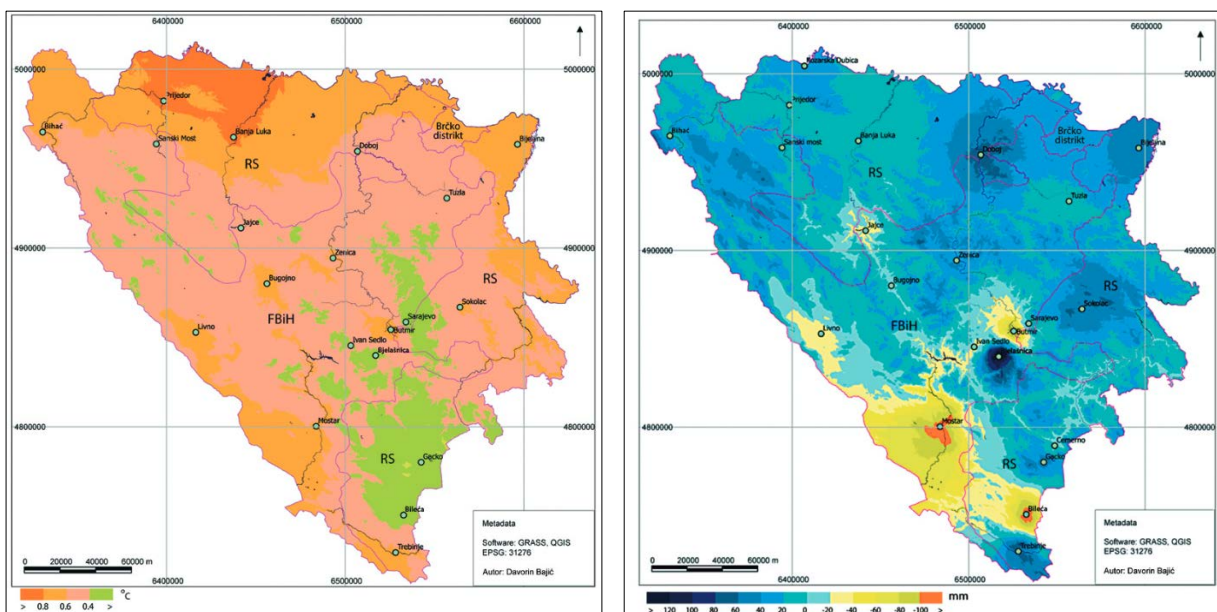 6400000 6500000 6600000
5000000
Prijedor
Bihać
Sanski Most
Banja Luka
Brčko
distrikt
Bijeljina
RS
Doboj
Tuzla
Jajce
4900000
Zenica
Bugojno
RS
Sokolac
Livno
FBiH
Sarajevo
Butmir
Ivan Sedlo
Bjelašnica
Mostar
4800000
RS
Gacko
Bileća
Trebinje
Metadata
Software: GRASS, QGIS
EPSG: 31276
Autor: Davorin Bajić
0 20000 40000 60000 m
6400000 6500000
> 0.8 0.6 0.4 > °c
6400000 6500000 6600000
5000000
Kozarska Dubica
Prijedor
Bihać
Sanski most
Banja Luka
Brčko
distrikt
Bijeljina
RS
Doboj
Tuzla
Jajce
4900000
Zenica
Bugojno
RS
Sokolac
Livno
FBiH
Sarajevo
Butmir
Ivan Sedlo
Bjelašnica
Mostar
4800000
Čemerno
RS
Gacko
Bileća
Trebinje
Metadata
Software: GRASS, QGIS
EPSG: 31276
Autor: Davorin Bajić
0 20000 40000 60000 m
6400000 6500000
> 120 100 80 60 40 30 20 0 -20 -40 -60 -80 -100 > mm